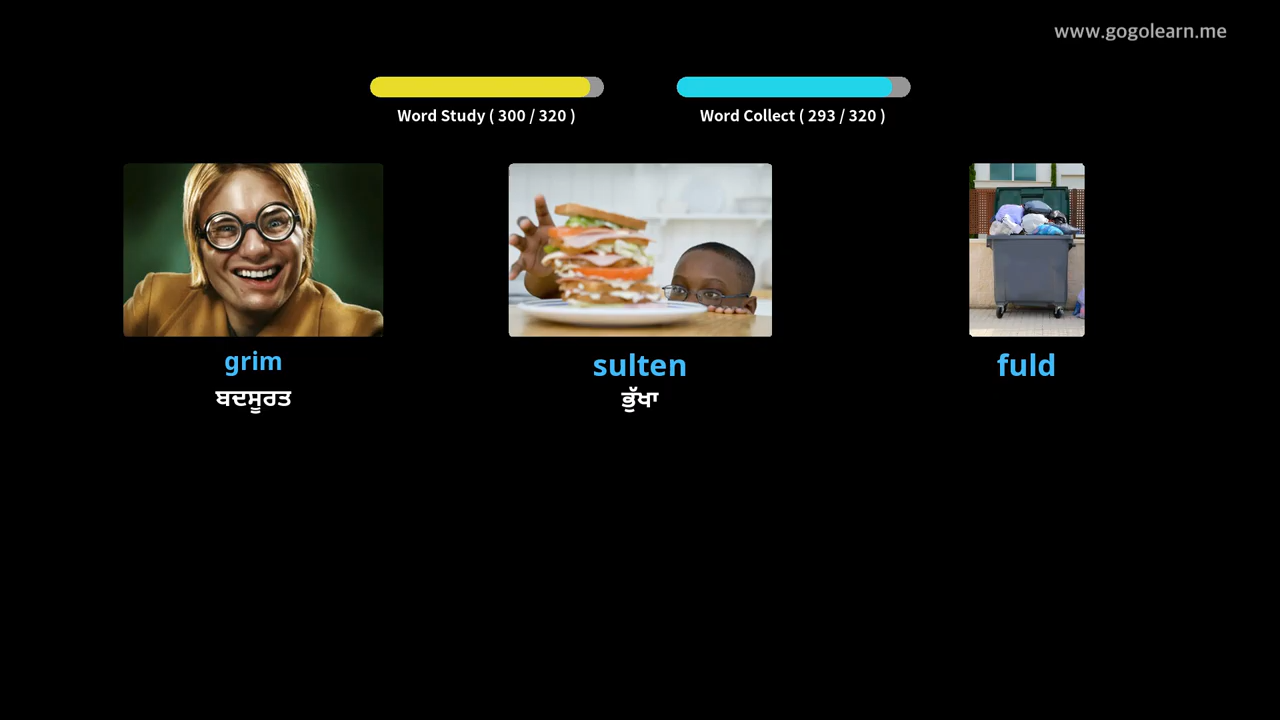 www.gogolearn.me
Word Study ( 300 / 320 )
Word Collect ( 293 / 320 )
grim
sulten
fuld
ਬਦਸੂਰਤ
ਭੁੱਖਾ